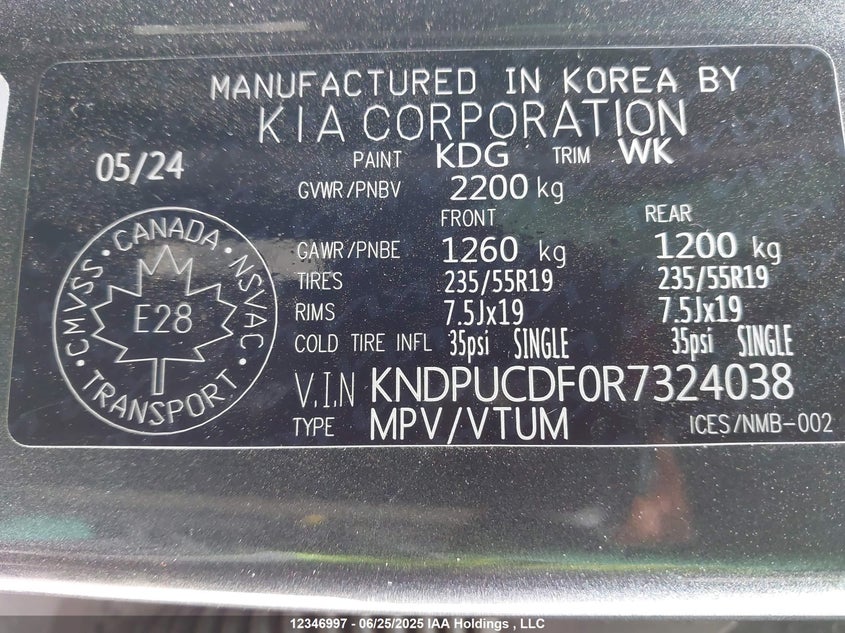 MANUFACTURED IN KOREA BY
KIA CORPORATION
05/24
PAINT KDG TRIM WK
GVWR/PNBV 2200 kg
FRONT REAR
GAWR/PNBE 1260 kg 1200 kg
TIRES 235/55R19 235/55R19
RIMS 7.5Jx19 7.5Jx19
COLD TIRE INFL 35psi SINGLE 35psi SINGLE
V.I.N KNDPUCDF0R7324038
TYPE MPV/VTUM ICES/NMB-002
CMVSS · CANADA · NSVAC · TRANSPORT ·
E28
12346997 - 06/25/2025 IAA Holdings , LLC